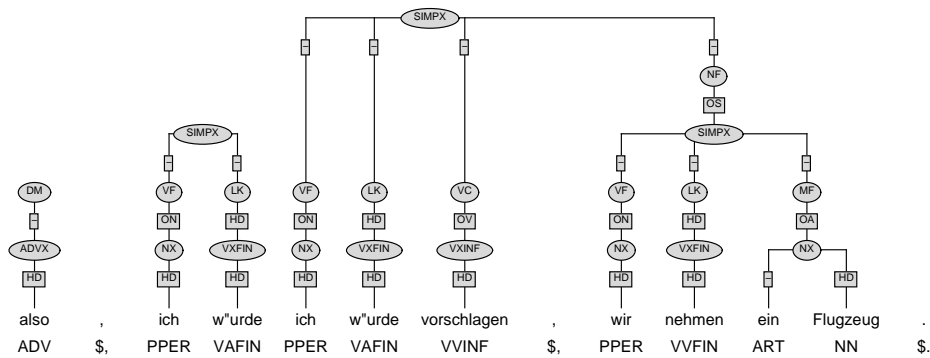 SIMPX
– – – –
NF
OS
SIMPX SIMPX
– – – – –
DM VF LK VF LK VC VF LK MF
– ON HD ON HD OV ON HD OA
ADVX NX VXFIN NX VXFIN VXINF NX VXFIN NX
HD HD HD HD HD HD HD HD – HD
also , ich w"urde ich w"urde vorschlagen , wir nehmen ein Flugzeug .
ADV $, PPER VAFIN PPER VAFIN VVINF $, PPER VVFIN ART NN $.